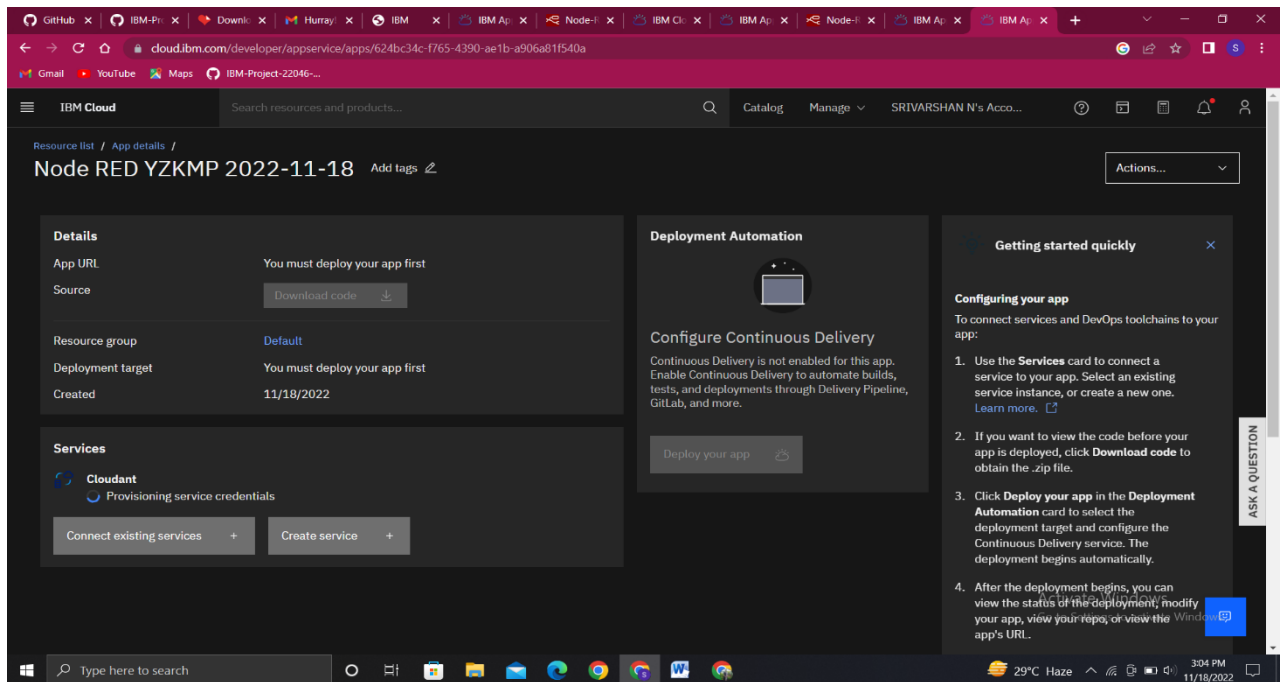 GitHub
IBM-Pro
Downlo
Hurray!
IBM
IBM Ap
Node-R
IBM Clo
IBM Ap
Node-R
IBM Ap
IBM Ap
cloud.ibm.com/developer/appservice/apps/624bc34c-f765-4390-ae1b-a906a81f540a
S
Gmail
YouTube
Maps
IBM-Project-22046-...
IBM Cloud
Search resources and products...
Catalog
Manage
SRIVARSHAN N's Acco...
Resource list / App details /
Node RED YZKMP 2022-11-18
Add tags
Actions...
Details
App URL You must deploy your app first
Source Download code
Resource group Default
Deployment target You must deploy your app first
Created 11/18/2022
Services
Cloudant
Provisioning service credentials
Connect existing services +
Create service +
Deployment Automation
Configure Continuous Delivery
Continuous Delivery is not enabled for this app.
Enable Continuous Delivery to automate builds,
tests, and deployments through Delivery Pipeline,
GitLab, and more.
Deploy your app
Getting started quickly
Configuring your app
To connect services and DevOps toolchains to your
app:
1. Use the Services card to connect a
service to your app. Select an existing
service instance, or create a new one.
Learn more.
2. If you want to view the code before your
app is deployed, click Download code to
obtain the .zip file.
3. Click Deploy your app in the Deployment
Automation card to select the
deployment target and configure the
Continuous Delivery service. The
deployment begins automatically.
4. After the deployment begins, you can
view the status of the deployment, modify
your app, view your repo, or view the
app's URL.
Activate Windows
Go to Settings to activate Windows
ASK A QUESTION
Type here to search
29°C Haze
3:04 PM
11/18/2022